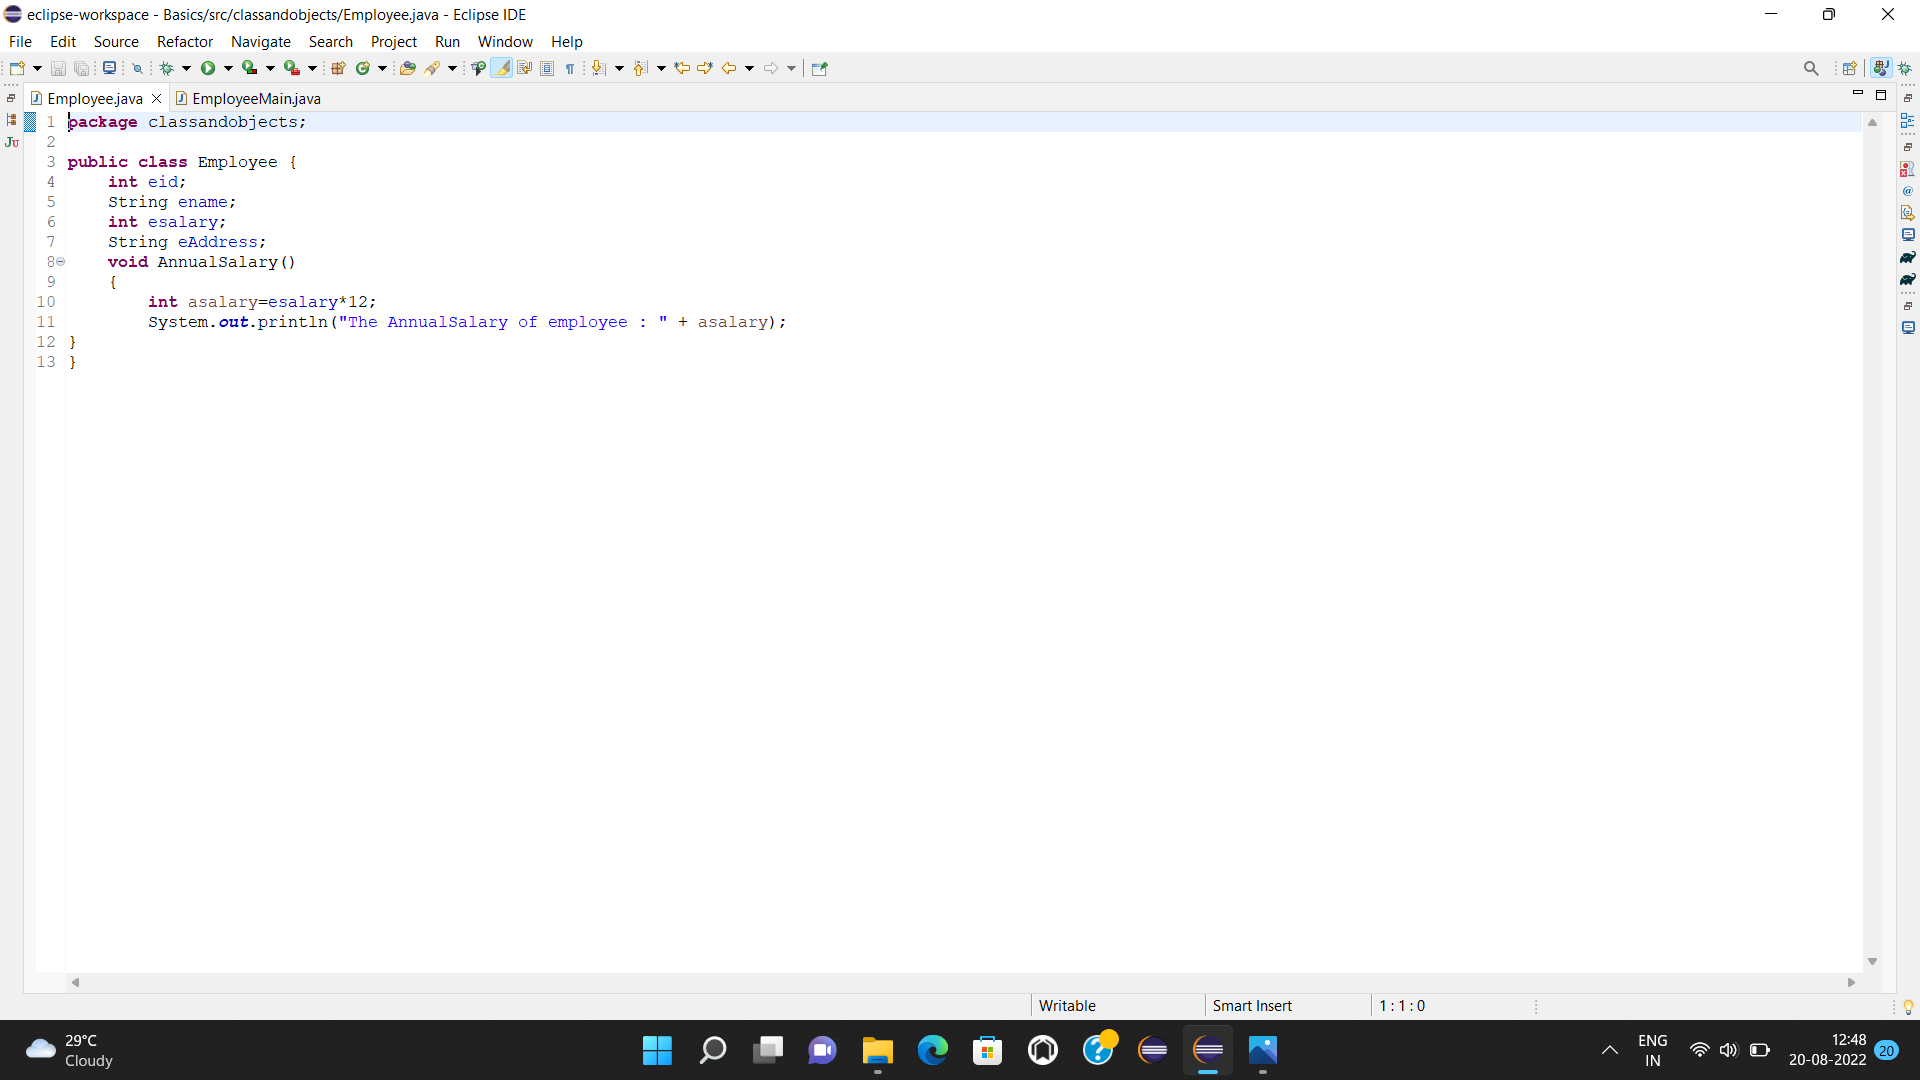 eclipse-workspace - Basics/src/classandobjects/Employee.java - Eclipse IDE
File Edit Source Refactor Navigate Search Project Run Window Help
Employee.java EmployeeMain.java
1 package classandobjects;
2
3 public class Employee {
4 int eid;
5 String ename;
6 int esalary;
7 String eAddress;
8 void AnnualSalary()
9 {
10 int asalary=esalary*12;
11 System.out.println("The AnnualSalary of employee : " + asalary);
12 }
13 }
Writable Smart Insert 1 : 1 : 0
29°C
Cloudy
ENG
IN
12:48
20-08-2022
20